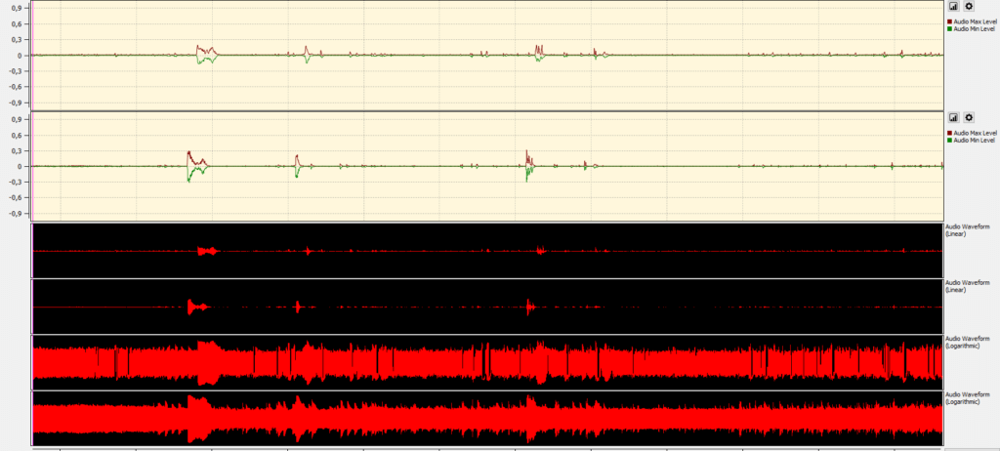 0,9
0,6
0,3
0
-0,3
-0,6
-0,9
Audio Max Level
Audio Min Level
0,9
0,6
0,3
0
-0,3
-0,6
-0,9
Audio Max Level
Audio Min Level
Audio Waveform
(Linear)
Audio Waveform
(Linear)
Audio Waveform
(Logarithmic)
Audio Waveform
(Logarithmic)